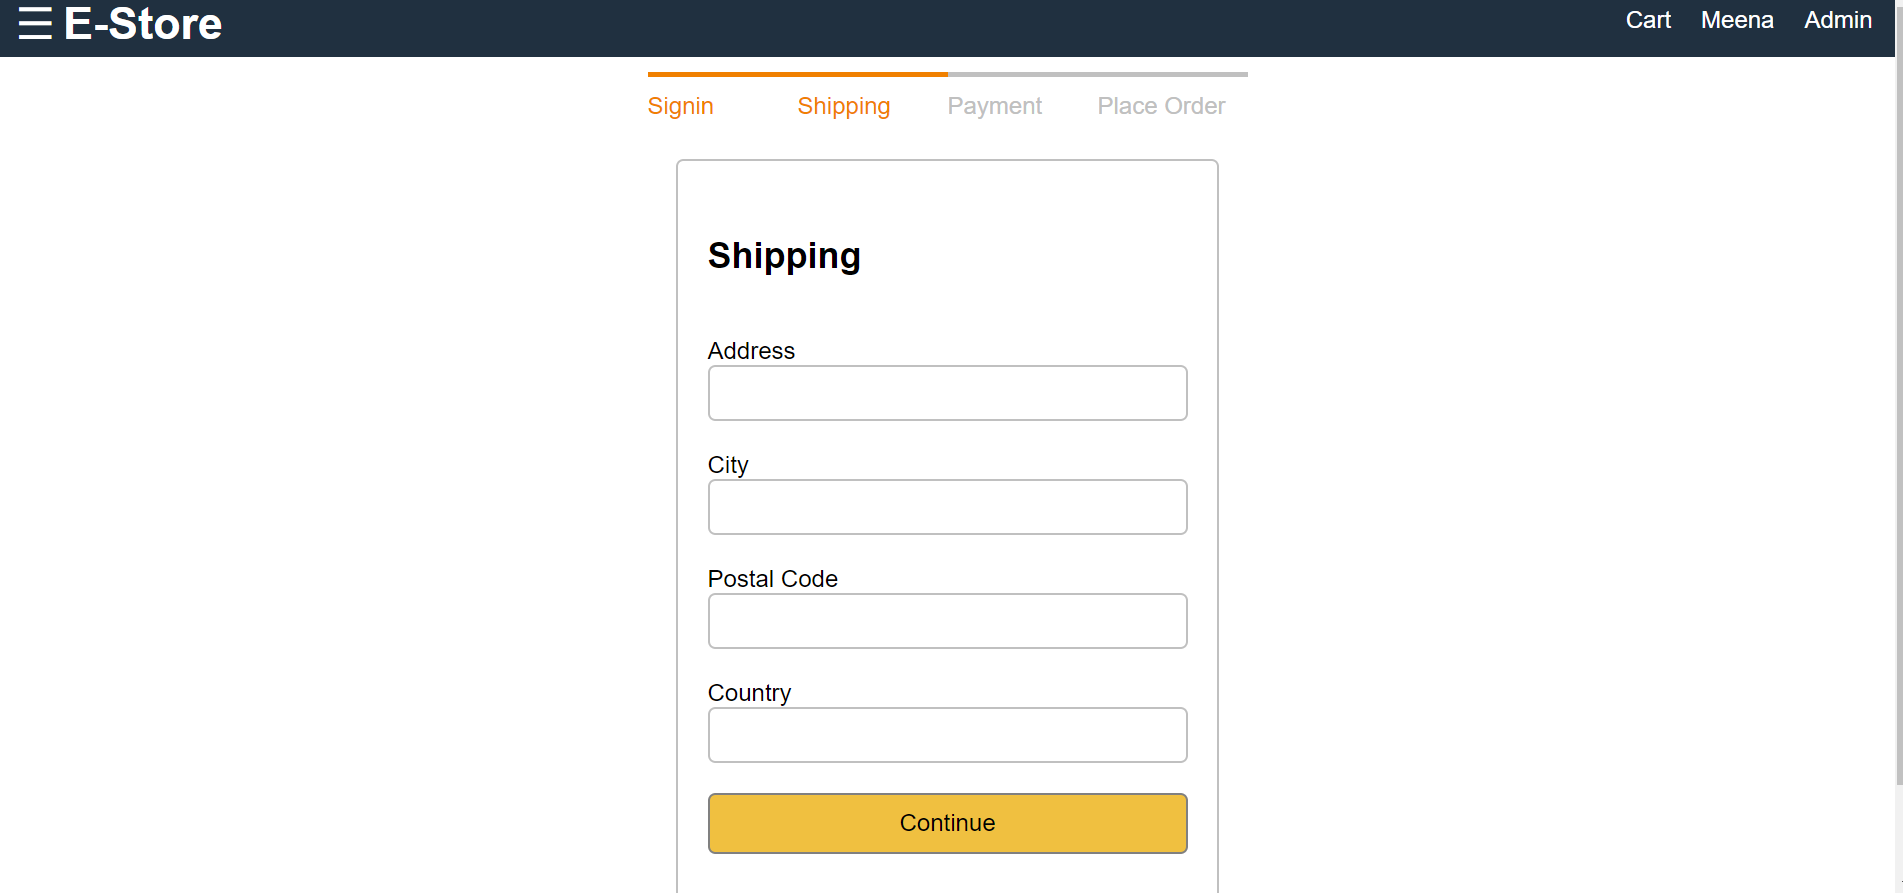 ☰ E-Store Cart Meena Admin
Signin Shipping Payment Place Order
Shipping
Address
City
Postal Code
Country
Continue